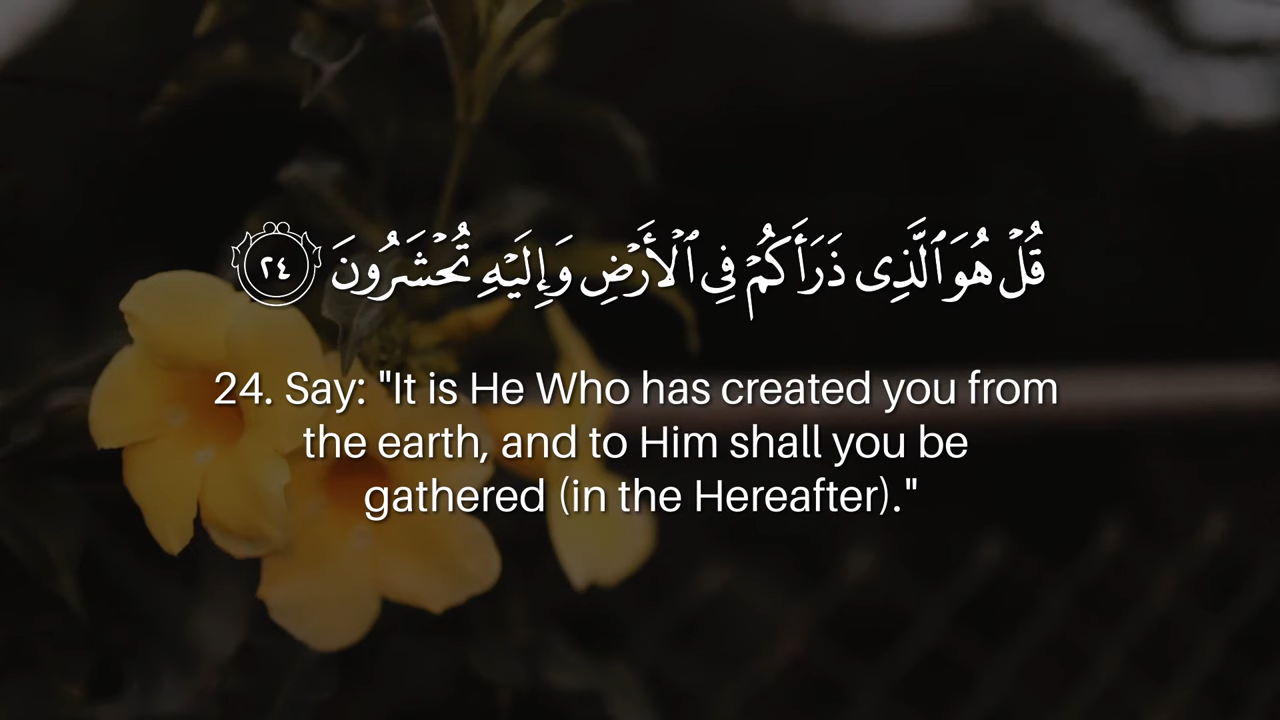 قُلْ هُوَ ٱلَّذِى ذَرَأَكُمْ فِى ٱلْأَرْضِ وَإِلَيْهِ تُحْشَرُونَ ٢٤
24. Say: "It is He Who has created you from
the earth, and to Him shall you be
gathered (in the Hereafter)."